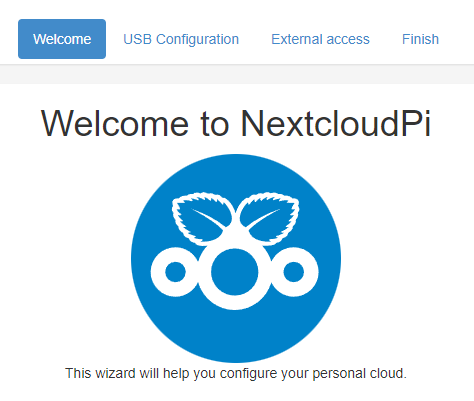 Welcome USB Configuration External access Finish
Welcome to NextcloudPi
This wizard will help you configure your personal cloud.